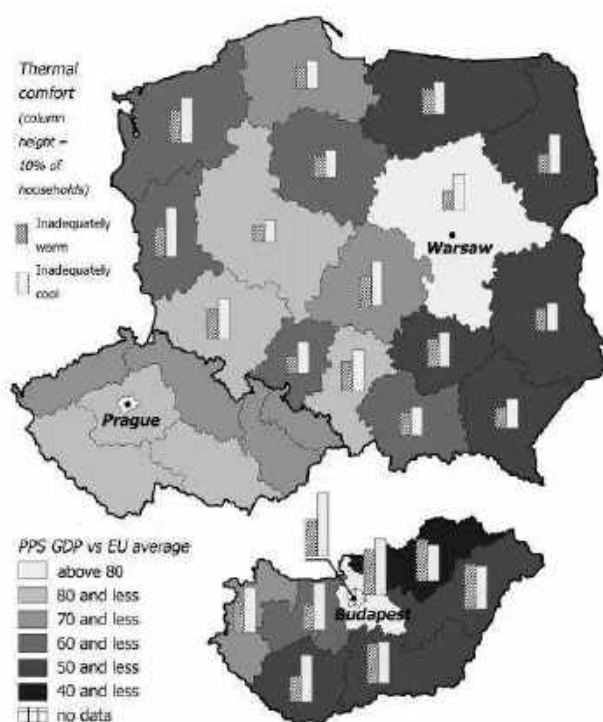 Thermal
comfort
(column
height =
10% of
households)
Inadequately
worm
Inadequately
cool
Warsaw
Prague
Budapest
PPS GDP vs EU average
above 80
80 and less
70 and less
60 and less
50 and less
40 and less
no data